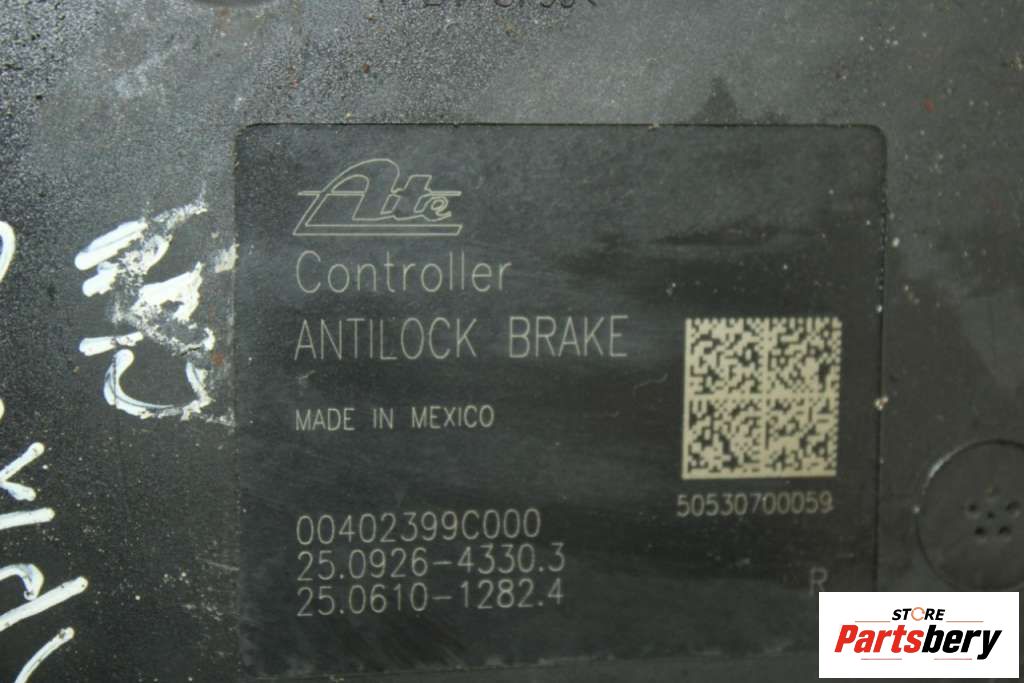 Ate
Controller
ANTILOCK BRAKE
MADE IN MEXICO
50530700059
00402399C000
25.0926-4330.3
25.0610-1282.4
R
STORE
Partsbery